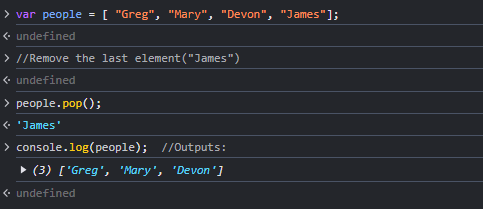 > var people = [ "Greg", "Mary", "Devon", "James"];
undefined
> //Remove the last element("James")
undefined
> people.pop();
'James'
> console.log(people);  //Outputs:
▶ (3) ['Greg', 'Mary', 'Devon']
undefined